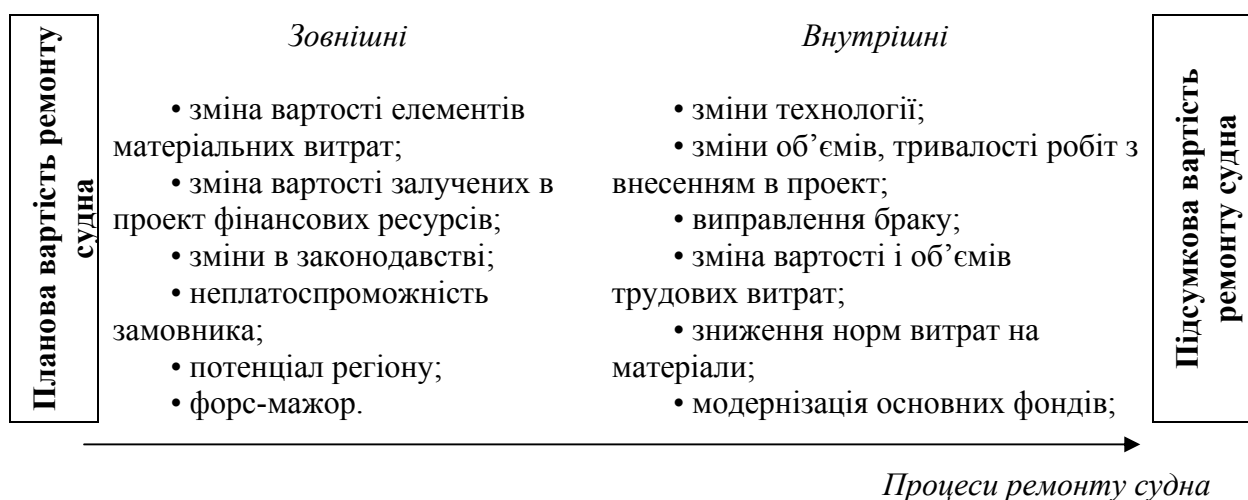 Планова вартість ремонту
судна
Зовнішні
• зміна вартості елементів
матеріальних витрат;
• зміна вартості залучених в
проект фінансових ресурсів;
• зміни в законодавстві;
• неплатоспроможність
замовника;
• потенціал регіону;
• форс-мажор.
Внутрішні
• зміни технології;
• зміни об’ємів, тривалості робіт з
внесенням в проект;
• виправлення браку;
• зміна вартості і об’ємів
трудових витрат;
• зниження норм витрат на
матеріали;
• модернізація основних фондів;
Підсумкова вартість
ремонту судна
Процеси ремонту судна